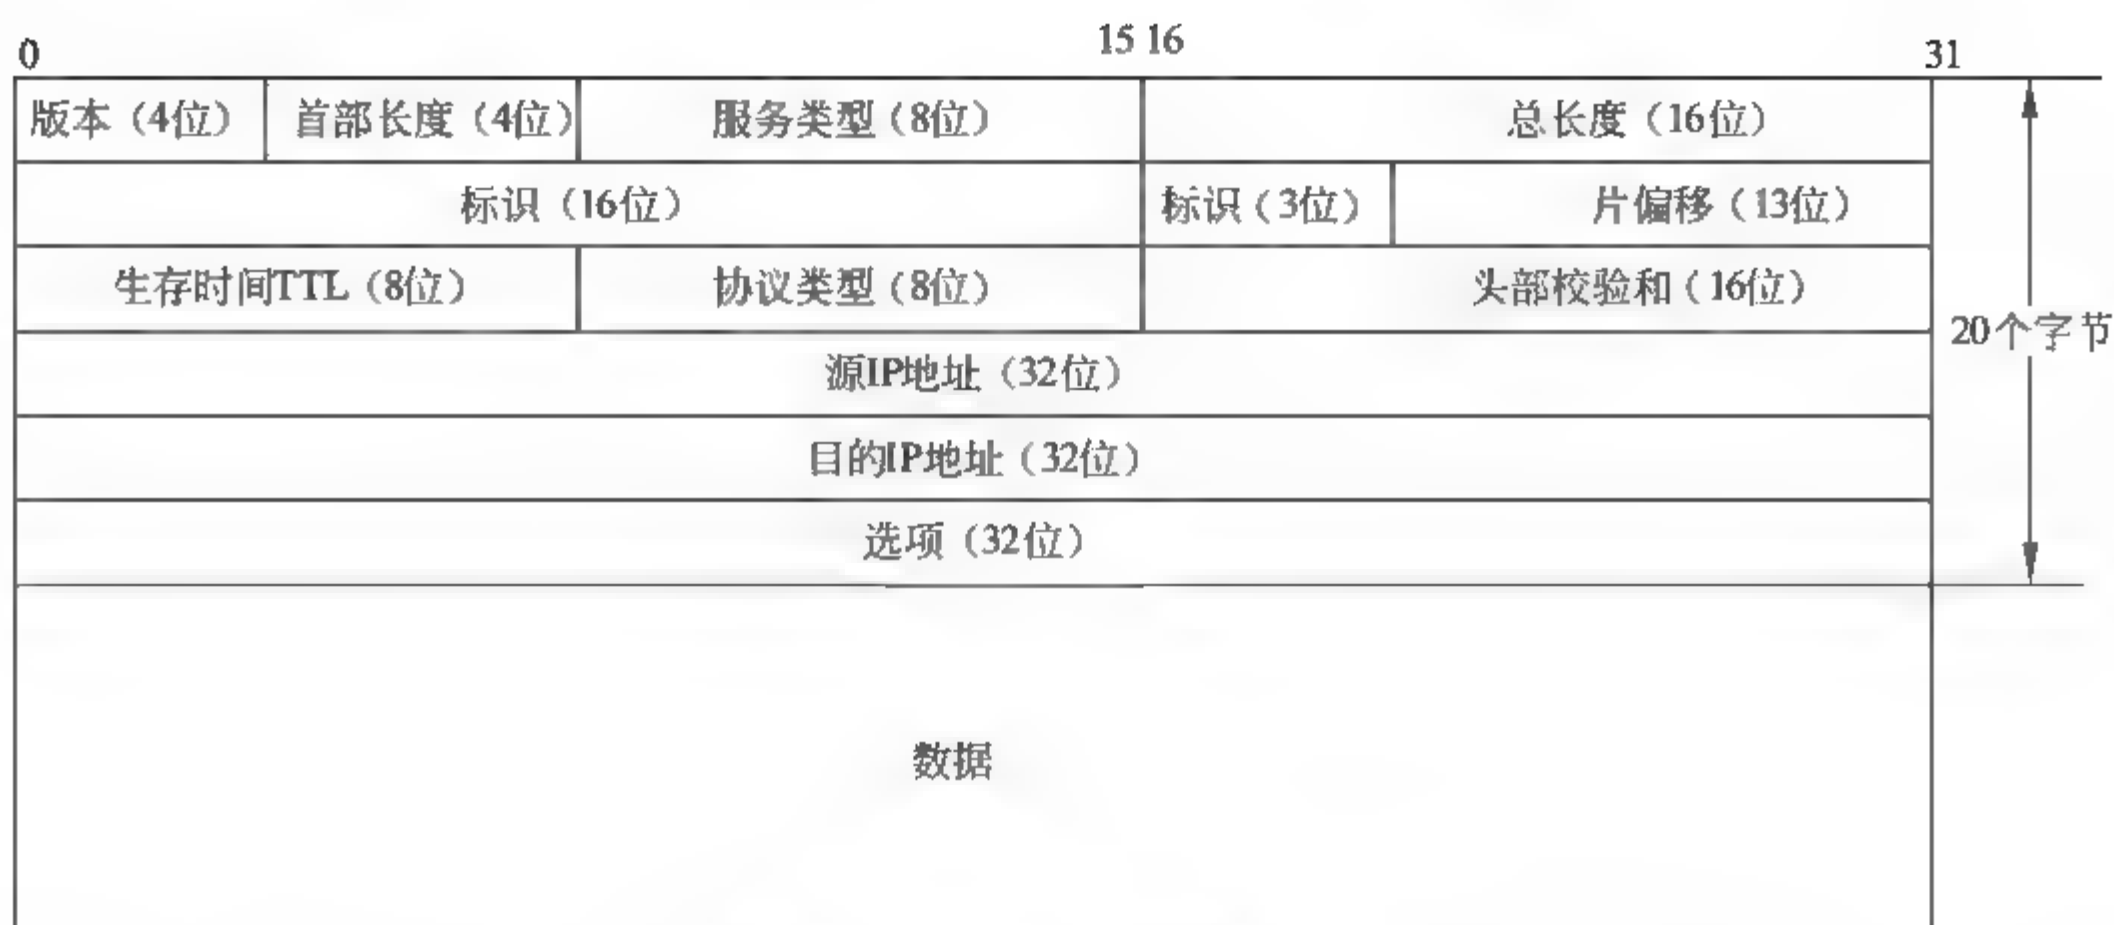 0 15 16 31
版本（4位） 首部长度（4位） 服务类型（8位） 总长度（16位）
标识（16位） 标识（3位） 片偏移（13位）
生存时间TTL（8位） 协议类型（8位） 头部校验和（16位）
20个字节
源IP地址（32位）
目的IP地址（32位）
选项（32位）
数据